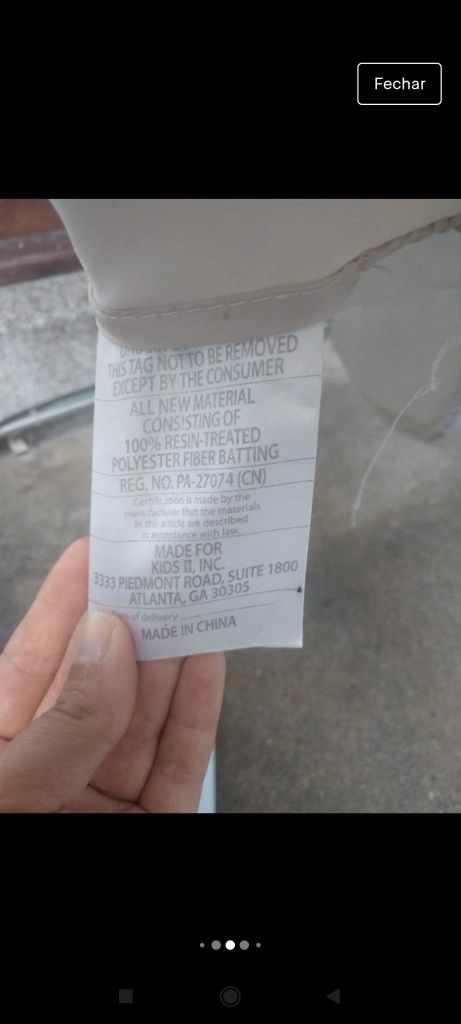 Fechar
THIS TAG NOT TO BE REMOVED
EXCEPT BY THE CONSUMER
ALL NEW MATERIAL
CONSISTING OF
100% RESIN-TREATED
POLYESTER FIBER BATTING
REG. NO. PA-27074 (CN)
Certification is made by the
manufacturer that the materials
in this article are described
in accordance with law.
MADE FOR
KIDS II, INC.
3333 PIEDMONT ROAD, SUITE 1800
ATLANTA, GA 30305
of delivery
MADE IN CHINA